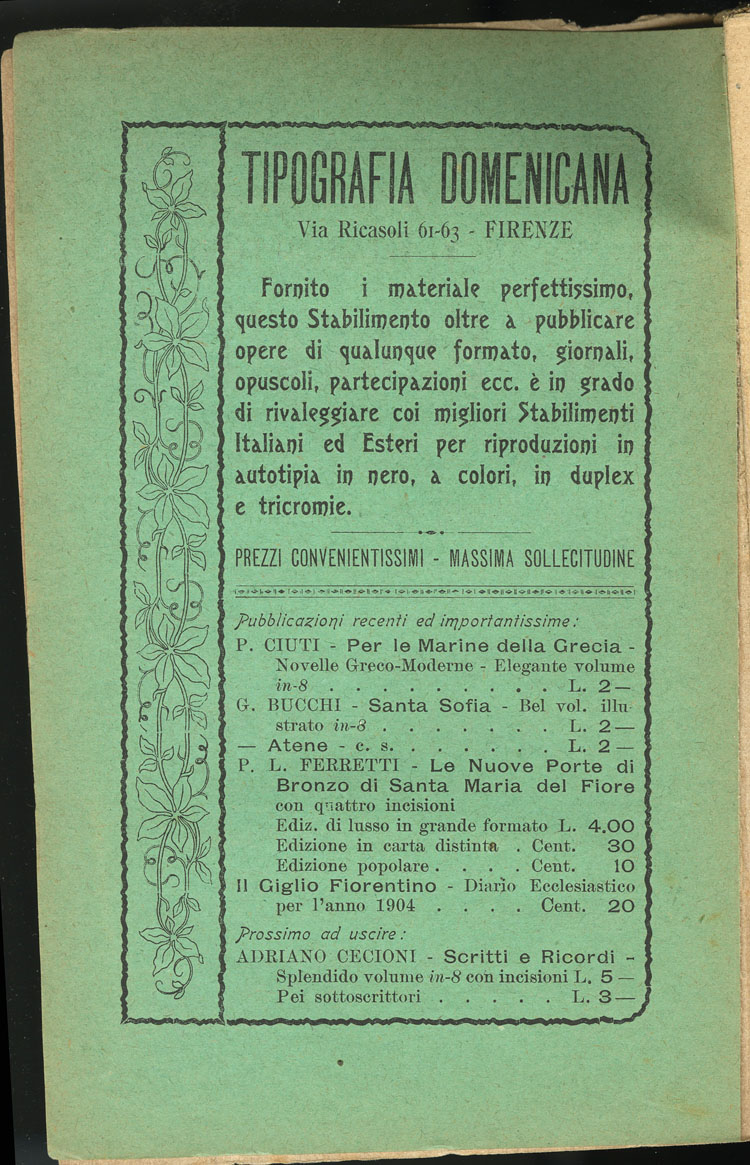 TIPOGRAFIA DOMENICANA
Via Ricasoli 61-63 - FIRENZE
Fornito i materiale perfettissimo,
questo Stabilimento oltre a pubblicare
opere di qualunque formato, giornali,
opuscoli, partecipazioni ecc. è in grado
di rivaleggiare coi migliori Stabilimenti
Italiani ed Esteri per riproduzioni in
autotipia in nero, a colori, in duplex
e tricromie.
PREZZI CONVENIENTISSIMI - MASSIMA SOLLECITUDINE
Pubblicazioni recenti ed importantissime:
P. CIUTI - Per le Marine della Grecia -
Novelle Greco-Moderne - Elegante volume
in-8 . . . . . . . . . L. 2—
G. BUCCHI - Santa Sofia - Bel vol. illu-
strato in-8 . . . . . . . L. 2—
— Atene - c. s. . . . . . . L. 2—
P. L. FERRETTI - Le Nuove Porte di
Bronzo di Santa Maria del Fiore
con quattro incisioni
Ediz. di lusso in grande formato L. 4.00
Edizione in carta distinta . Cent. 30
Edizione popolare . . . . Cent. 10
Il Giglio Fiorentino - Diario Ecclesiastico
per l'anno 1904 . . . . Cent. 20
Prossimo ad uscire:
ADRIANO CECIONI - Scritti e Ricordi -
Splendido volume in-8 con incisioni L. 5—
Pei sottoscrittori . . . . . L. 3—